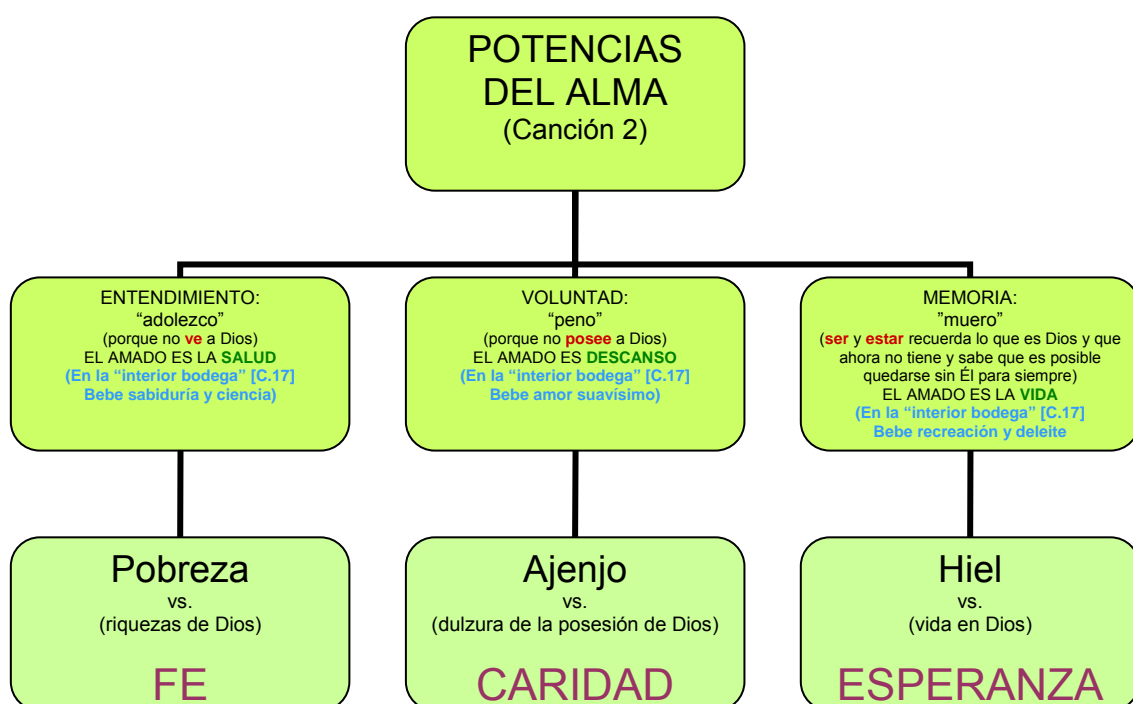 POTENCIAS
DEL ALMA
(Canción 2)
ENTENDIMIENTO:
“adolezco”
(porque no ve a Dios)
EL AMADO ES LA SALUD
(En la “interior bodega” [C.17]
Bebe sabiduría y ciencia)
VOLUNTAD:
“peno”
(porque no posee a Dios)
EL AMADO ES DESCANSO
(En la “interior bodega” [C.17]
Bebe amor suavísimo)
MEMORIA:
”muero”
(ser y estar recuerda lo que es Dios y que
ahora no tiene y sabe que es posible
quedarse sin Él para siempre)
EL AMADO ES LA VIDA
(En la “interior bodega” [C.17]
Bebe recreación y deleite
Pobreza
vs.
(riquezas de Dios)
FE
Ajenjo
vs.
(dulzura de la posesión de Dios)
CARIDAD
Hiel
vs.
(vida en Dios)
ESPERANZA